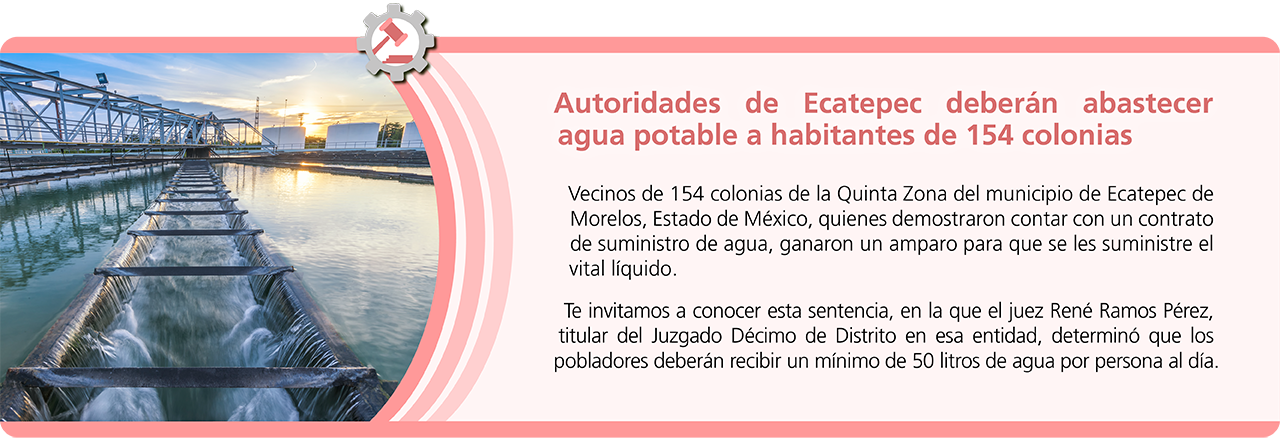 Autoridades de Ecatepec deberán abastecer
agua potable a habitantes de 154 colonias
Vecinos de 154 colonias de la Quinta Zona del municipio de Ecatepec de
Morelos, Estado de México, quienes demostraron contar con un contrato
de suministro de agua, ganaron un amparo para que se les suministre el
vital líquido.
Te invitamos a conocer esta sentencia, en la que el juez René Ramos Pérez,
titular del Juzgado Décimo de Distrito en esa entidad, determinó que los
pobladores deberán recibir un mínimo de 50 litros de agua por persona al día.